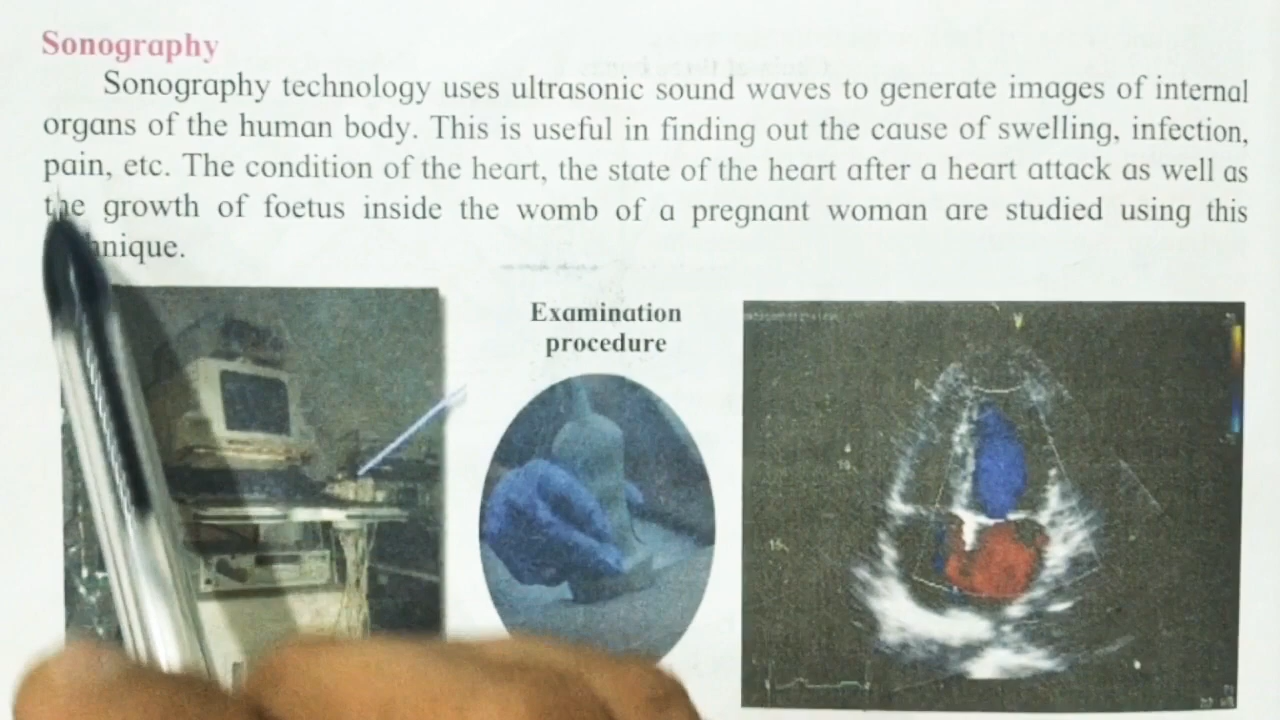 Sonography
Sonography technology uses ultrasonic sound waves to generate images of internal
organs of the human body. This is useful in finding out the cause of swelling, infection,
pain, etc. The condition of the heart, the state of the heart after a heart attack as well as
the growth of foetus inside the womb of a pregnant woman are studied using this
hnique.
Examination
procedure